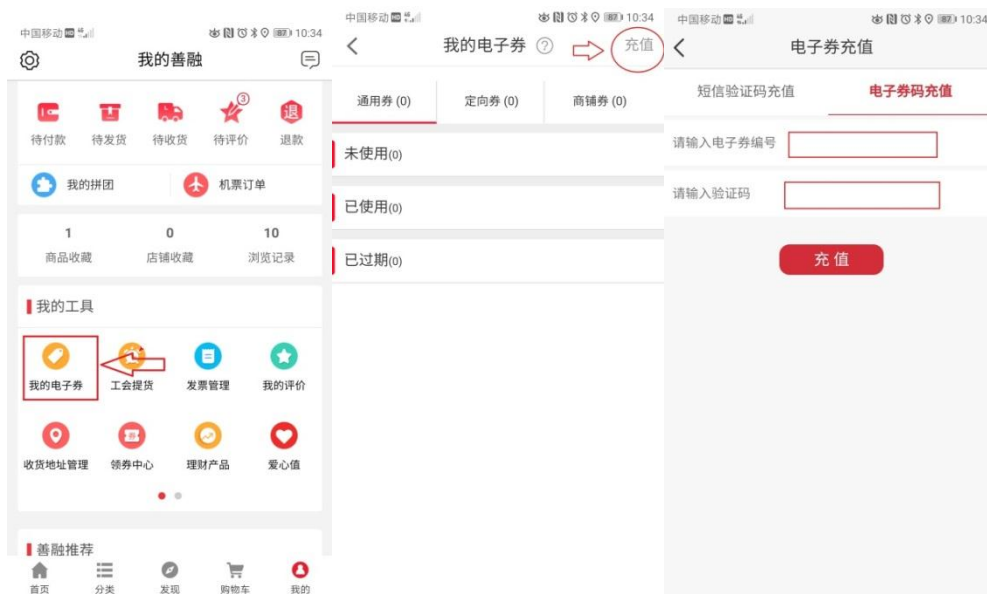 中国移动 HD 10:34
我的善融
3
退
待付款 待发货 待收货 待评价 退款
我的拼团 机票订单
1 0 10
商品收藏 店铺收藏 浏览记录
我的工具
我的电子券 工会提货 发票管理 我的评价
券
收货地址管理 领券中心 理财产品 爱心值
善融推荐
首页 分类 发现 购物车 我的
中国移动 HD 10:34
我的电子券 ? 充值
通用券 (0) 定向券 (0) 商铺券 (0)
未使用(0)
已使用(0)
已过期(0)
中国移动 HD 10:34
电子券充值
短信验证码充值 电子券码充值
请输入电子券编号
请输入验证码
充 值